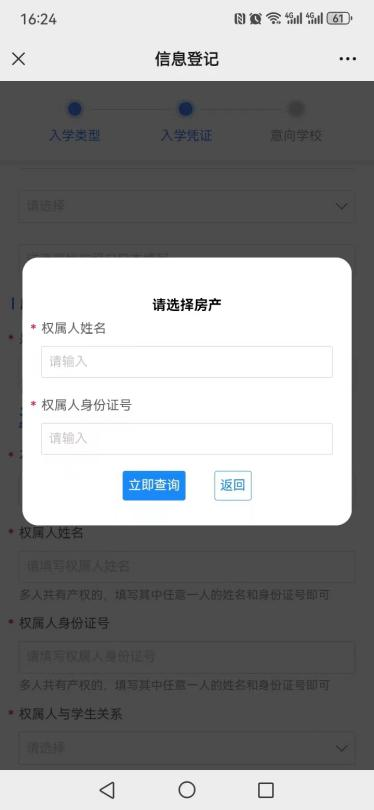 16:24
4G 4G 61
信息登记
入学类型 入学凭证 意向学校
请选择
请选择房产
* 权属人姓名
请输入
* 权属人身份证号
请输入
立即查询 返回
* 权属人姓名
请填写权属人姓名
多人共有产权的，填写其中任意一人的姓名和身份证号即可
* 权属人身份证号
请填写权属人身份证号
多人共有产权的，填写其中任意一人的姓名和身份证号即可
* 权属人与学生关系
请选择